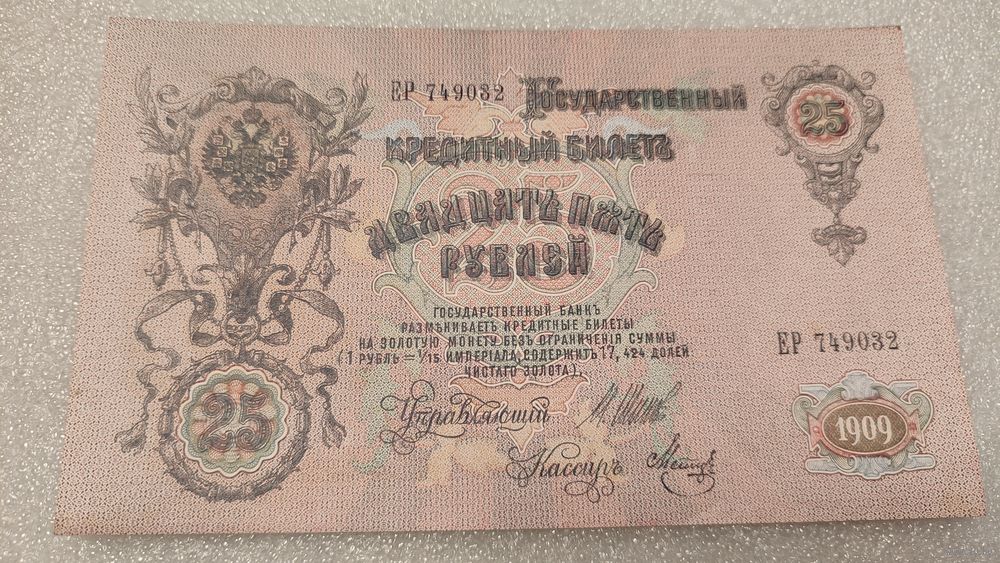 ЕР 749032 Государственный
25
Кредитный Билетъ
Двадцать Пять
Рублей
25
ГОСУДАРСТВЕННЫЙ БАНКЪ
РАЗМѢНИВАЕТЪ КРЕДИТНЫЕ БИЛЕТЫ
НА ЗОЛОТУЮ МОНЕТУ БЕЗЪ ОГРАНИЧЕНІЯ СУММЫ
(1 РУБЛЬ = 1/15 ИМПЕРІАЛА, СОДЕРЖИТЪ 17,424 ДОЛЕЙ
ЧИСТАГО ЗОЛОТА).
ЕР 749032
25
Управляющій
1909
Кассиръ